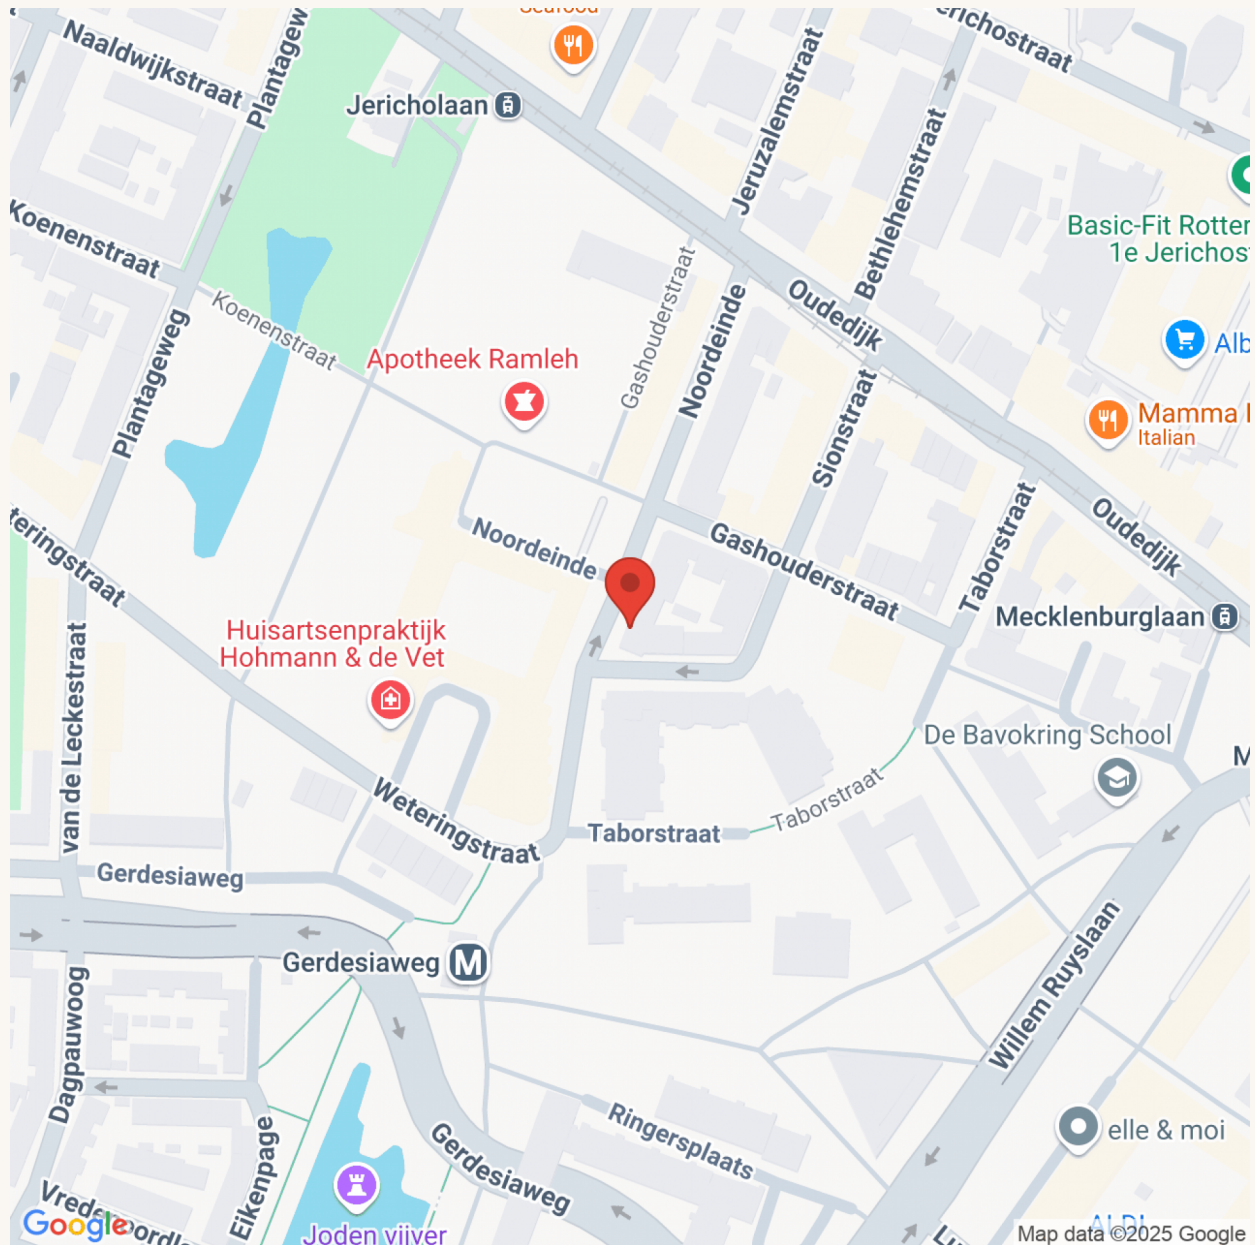 Seafood
Naaldwijkstraat
Plantagew
Jericholaan
Jeruzalemstraat
erichostraat
Bethlehemstraat
Basic-Fit Rotter
1e Jerichos
Koenenstraat
Koenenstraat
Gashouderstraat
Noordeinde
Oudedijk
Alb
Plantageweg
Apotheek Ramleh
Mamma
Italian
Sionstraat
teringstraat
Noordeinde
Gashouderstraat
Taborstraat
Oudedijk
Mecklenburglaan
Huisartsenpraktijk
Hohmann & de Vet
van de Leckestraat
De Bavokring School
M
Weteringstraat
Taborstraat
Taborstraat
Gerdesiaweg
Gerdesiaweg
M
Willem Ruyslaan
Dagpauwoog
Eikenpage
Gerdesiaweg
Ringersplaats
elle & moi
Joden vijver
ALDI
Google
Map data ©2025 Google